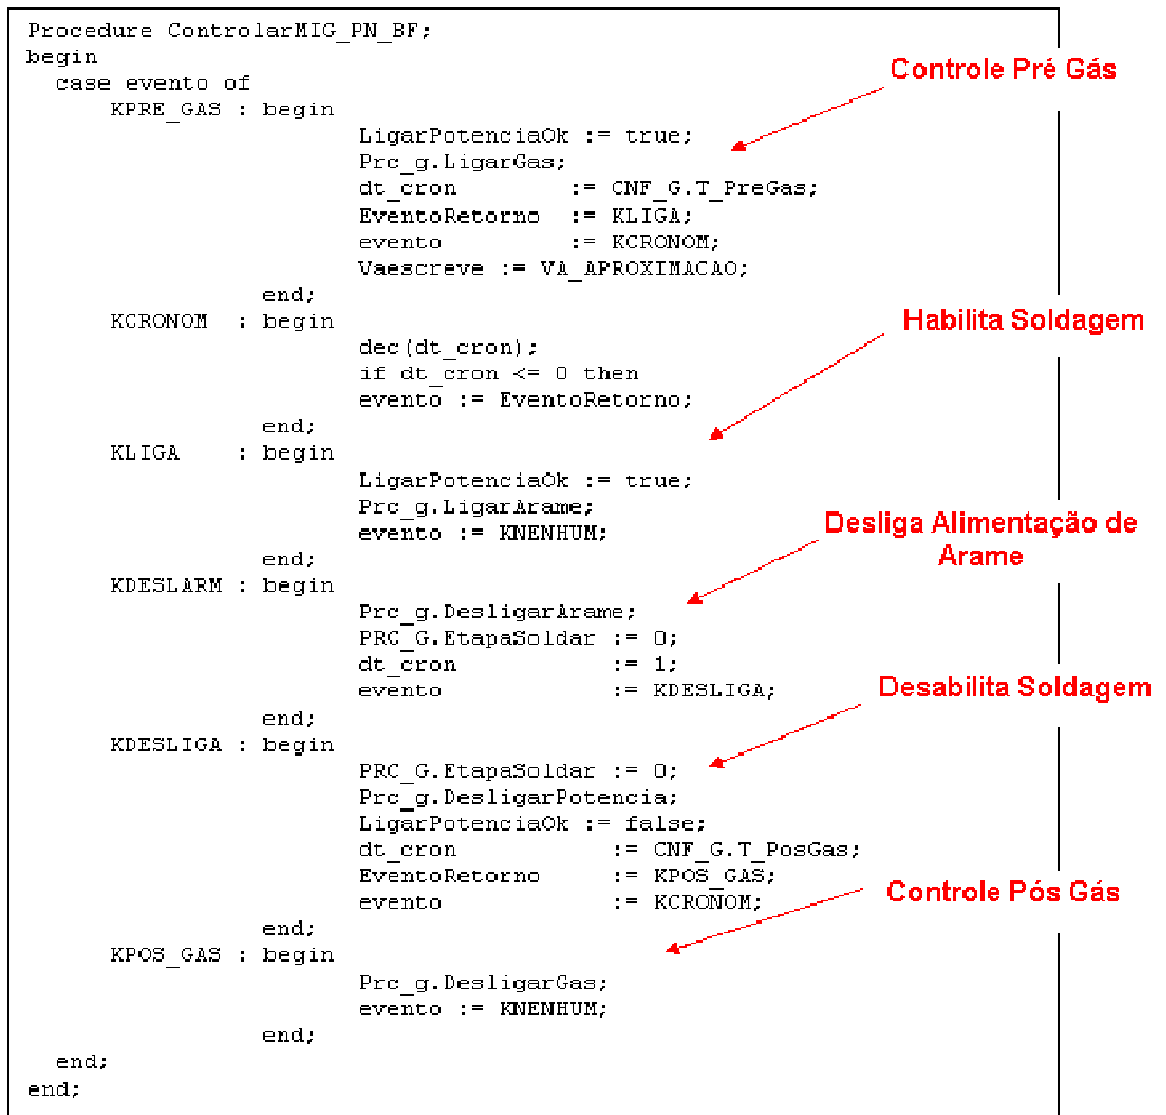 Procedure ControlarMIG_PN_BF;
begin
case evento of
Controle Pré Gás
KPRE_GAS : begin
LigarPotenciaOk := true;
Prc_g.LigarGas;
dt_cron := CNF_G.T_PreGas;
EventoRetorno := KLIGA;
evento := KCRONOM;
Vaescreve := VA_APROXIMACAO;
end;
Habilita Soldagem
KCRONOM : begin
dec(dt_cron);
if dt_cron <= 0 then
evento := EventoRetorno;
end;
KLIGA : begin
LigarPotenciaOk := true;
Prc_g.LigarArame;
evento := KNENHUM;
end;
Desliga Alimentação de
Arame
KDESLARM : begin
Prc_g.DesligarArame;
PRC_G.EtapaSoldar := 0;
dt_cron := 1;
evento := KDESLIGA;
end;
Desabilita Soldagem
KDESLIGA : begin
PRC_G.EtapaSoldar := 0;
Prc_g.DesligarPotencia;
LigarPotenciaOk := false;
dt_cron := CNF_G.T_PosGas;
EventoRetorno := KPOS_GAS;
evento := KCRONOM;
end;
Controle Pós Gás
KPOS_GAS : begin
Prc_g.DesligarGas;
evento := KNENHUM;
end;
end;
end;